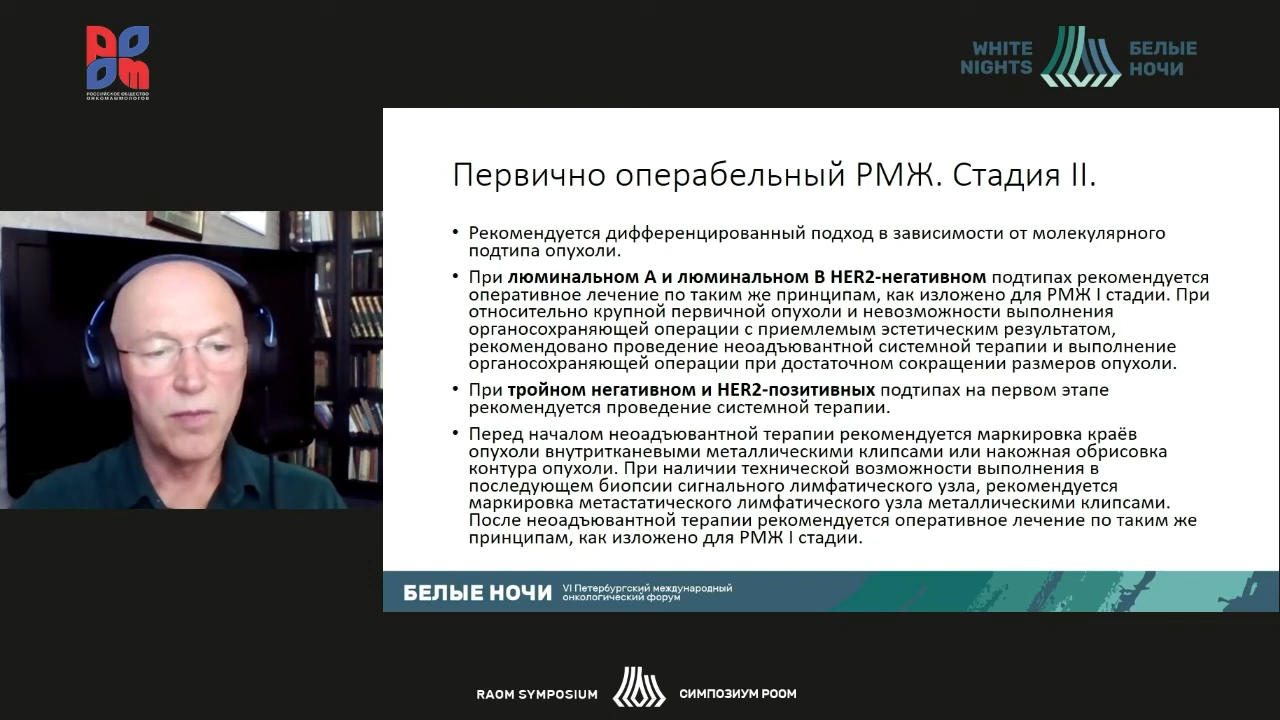 РОССИЙСКОЕ ОБЩЕСТВО
ОНКОМАММОЛОГОВ
WHITE
NIGHTS
БЕЛЫЕ
НОЧИ
Первично операбельный РМЖ. Стадия II.
• Рекомендуется дифференцированный подход в зависимости от молекулярного
подтипа опухоли.
• При люминальном А и люминальном В HER2-негативном подтипах рекомендуется
оперативное лечение по таким же принципам, как изложено для РМЖ I стадии. При
относительно крупной первичной опухоли и невозможности выполнения
органосохраняющей операции с приемлемым эстетическим результатом,
рекомендовано проведение неоадъювантной системной терапии и выполнение
органосохраняющей операции при достаточном сокращении размеров опухоли.
• При тройном негативном и HER2-позитивных подтипах на первом этапе
рекомендуется проведение системной терапии.
• Перед началом неоадъювантной терапии рекомендуется маркировка краёв
опухоли внутритканевыми металлическими клипсами или накожная обрисовка
контура опухоли. При наличии технической возможности выполнения в
последующем биопсии сигнального лимфатического узла, рекомендуется
маркировка метастатического лимфатического узла металлическими клипсами.
После неоадъювантной терапии рекомендуется оперативное лечение по таким же
принципам, как изложено для РМЖ I стадии.
БЕЛЫЕ НОЧИ
VI Петербургский международный
онкологический форум
RAOM SYMPOSIUM
СИМПОЗИУМ РООМ